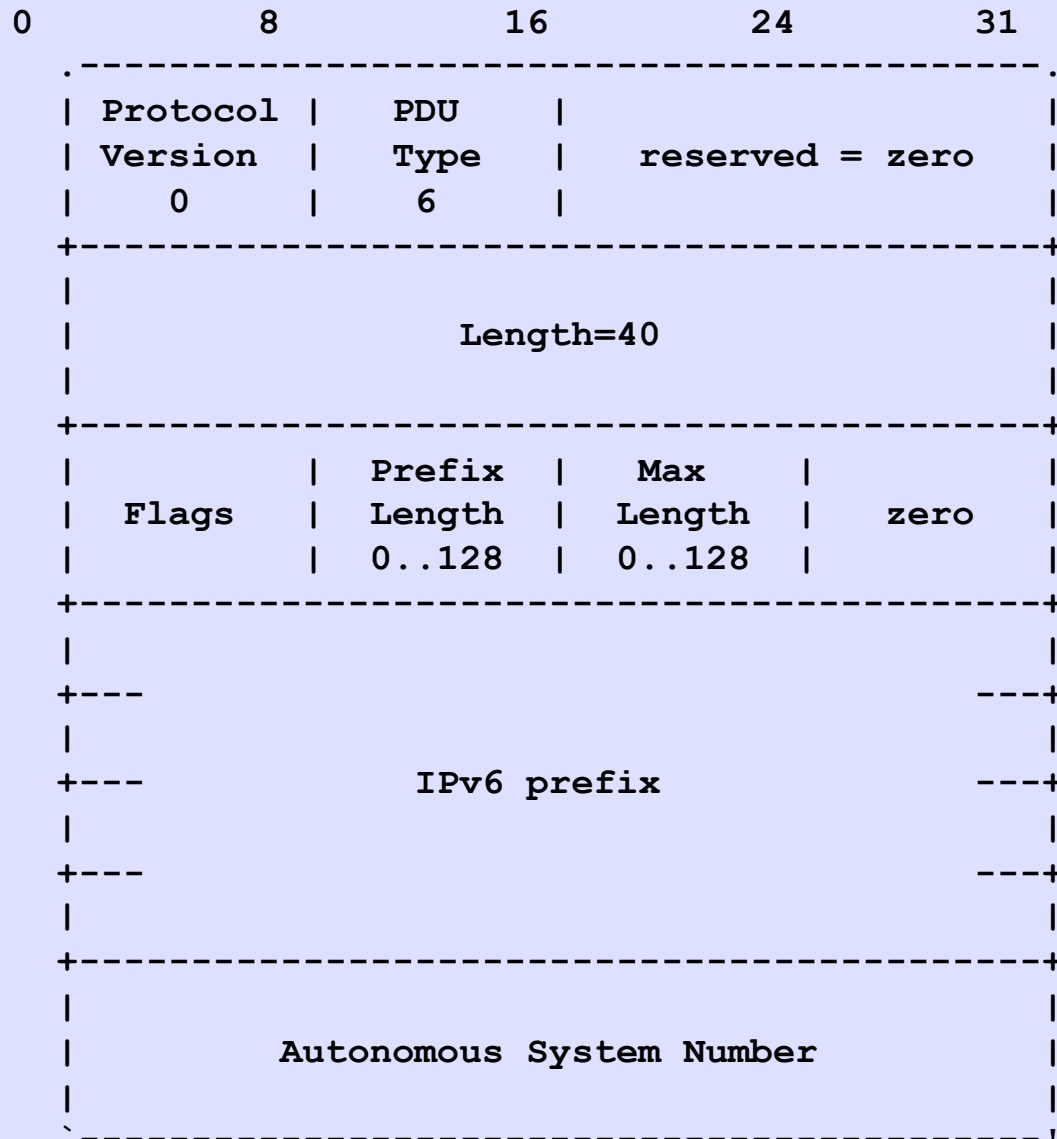 0 8 16 24 31
.-------------------------------------------.
| Protocol | PDU | |
| Version | Type | reserved = zero |
| 0 | 6 | |
+-------------------------------------------+
| |
| Length=40 |
| |
+-------------------------------------------+
| | Prefix | Max | |
| Flags | Length | Length | zero |
| | 0..128 | 0..128 | |
+-------------------------------------------+
| |
+--- ---+
| |
+--- IPv6 prefix ---+
| |
+--- ---+
| |
+-------------------------------------------+
| |
| Autonomous System Number |
| |
`-------------------------------------------'